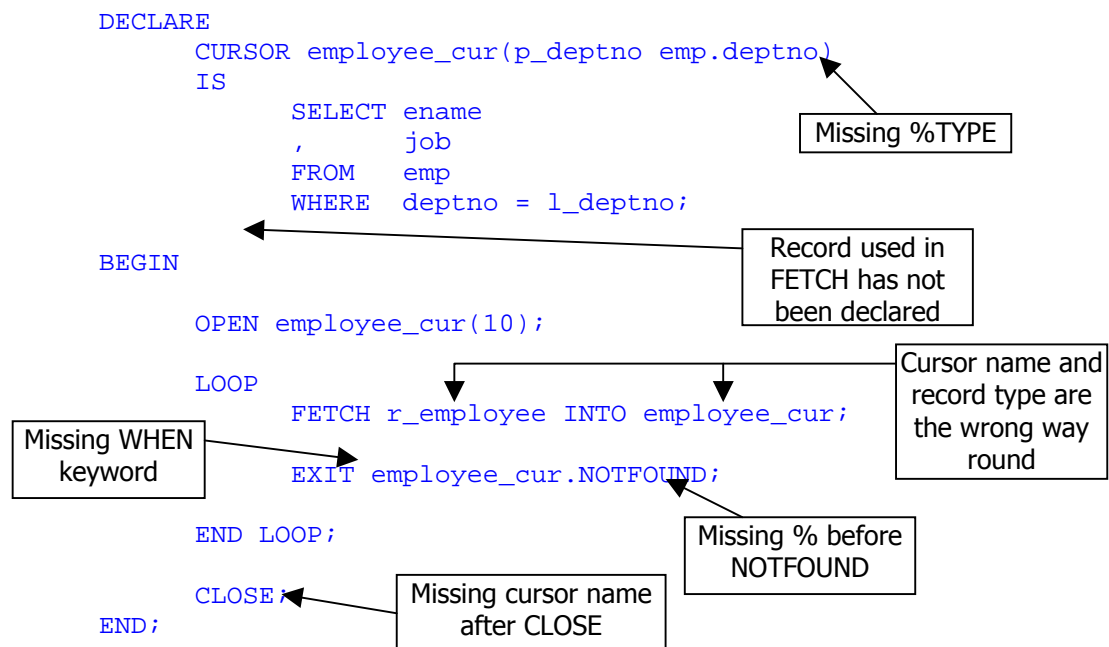 DECLARE
CURSOR employee_cur(p_deptno emp.deptno)
IS
SELECT ename
, job
FROM emp
WHERE deptno = l_deptno;
Missing %TYPE
BEGIN
Record used in
FETCH has not
been declared
OPEN employee_cur(10);
LOOP
FETCH r_employee INTO employee_cur;
Cursor name and
record type are
the wrong way
round
Missing WHEN
keyword
EXIT employee_cur.NOTFOUND;
Missing % before
NOTFOUND
END LOOP;
CLOSE;
Missing cursor name
after CLOSE
END;